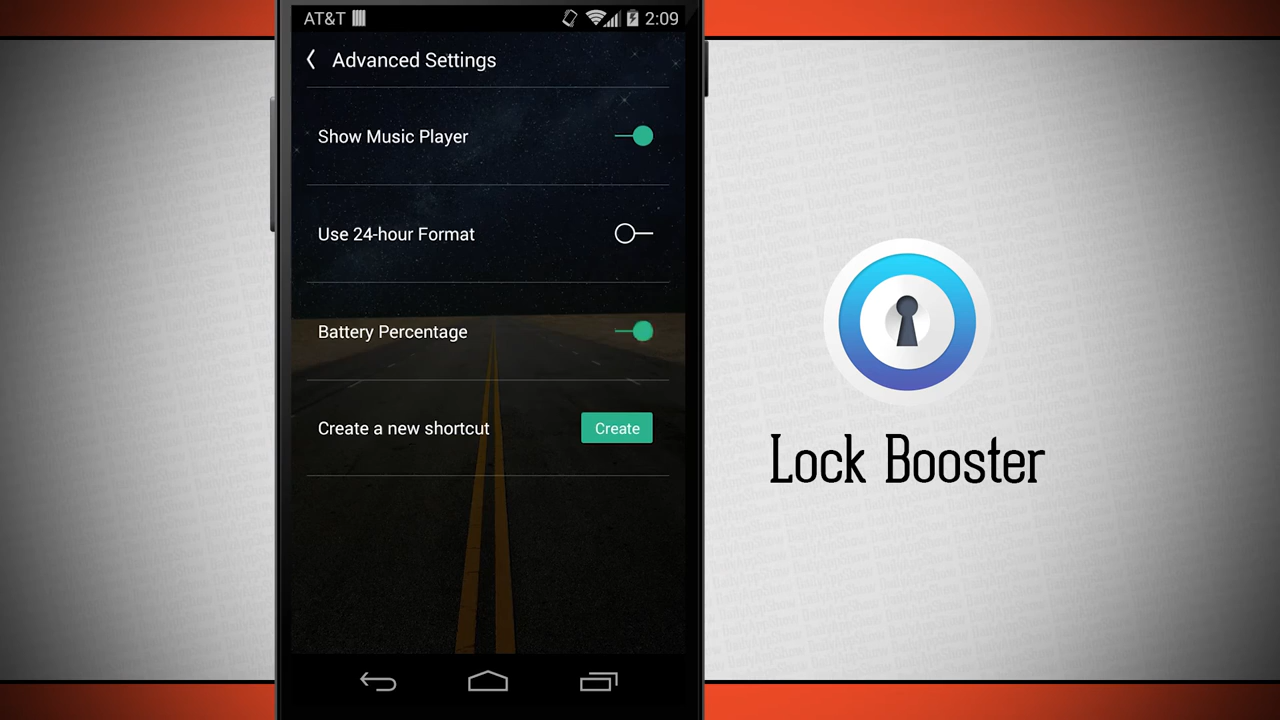 AT&T
2:09
Advanced Settings
Show Music Player
Use 24-hour Format
Battery Percentage
Create a new shortcut
Create
Lock Booster